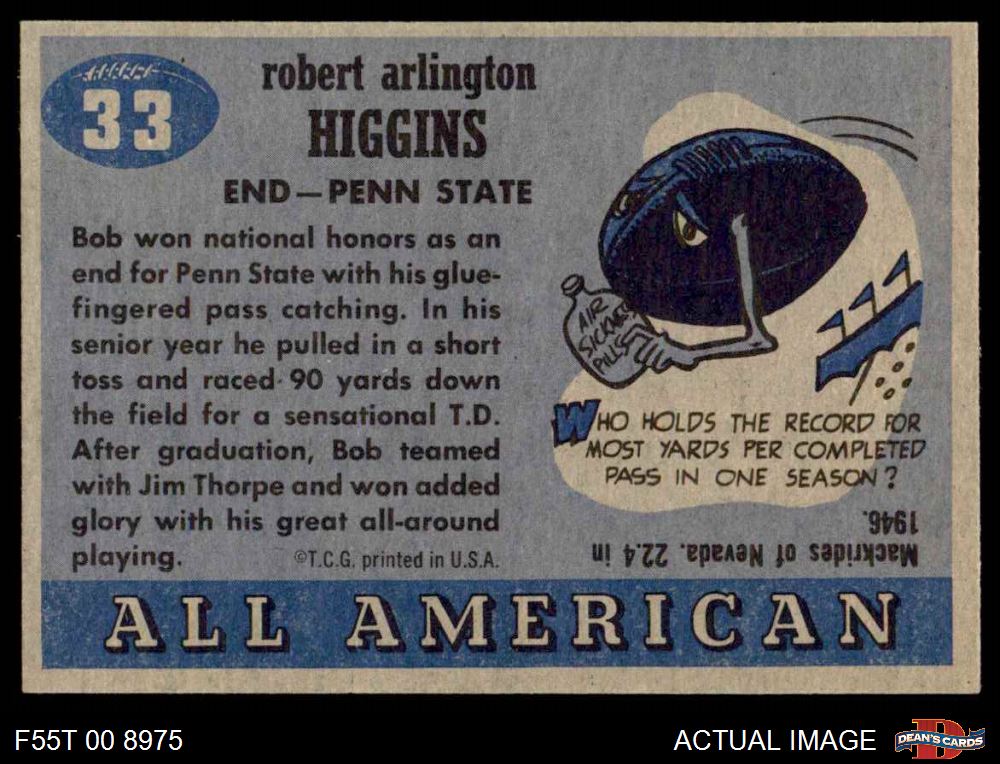 33
robert arlington
HIGGINS
END—PENN STATE
Bob won national honors as an
end for Penn State with his glue-
fingered pass catching. In his
senior year he pulled in a short
toss and raced 90 yards down
the field for a sensational T.D.
After graduation, Bob teamed
with Jim Thorpe and won added
glory with his great all-around
playing.
©T.C.G. printed in U.S.A.
AIR
SICKNESS
PILLS
WHO HOLDS THE RECORD FOR
MOST YARDS PER COMPLETED
PASS IN ONE SEASON?
Mackrides of Nevada. 22.4 in
1946.
ALL AMERICAN
F55T 00 8975
ACTUAL IMAGE
D
DEAN'S CARDS